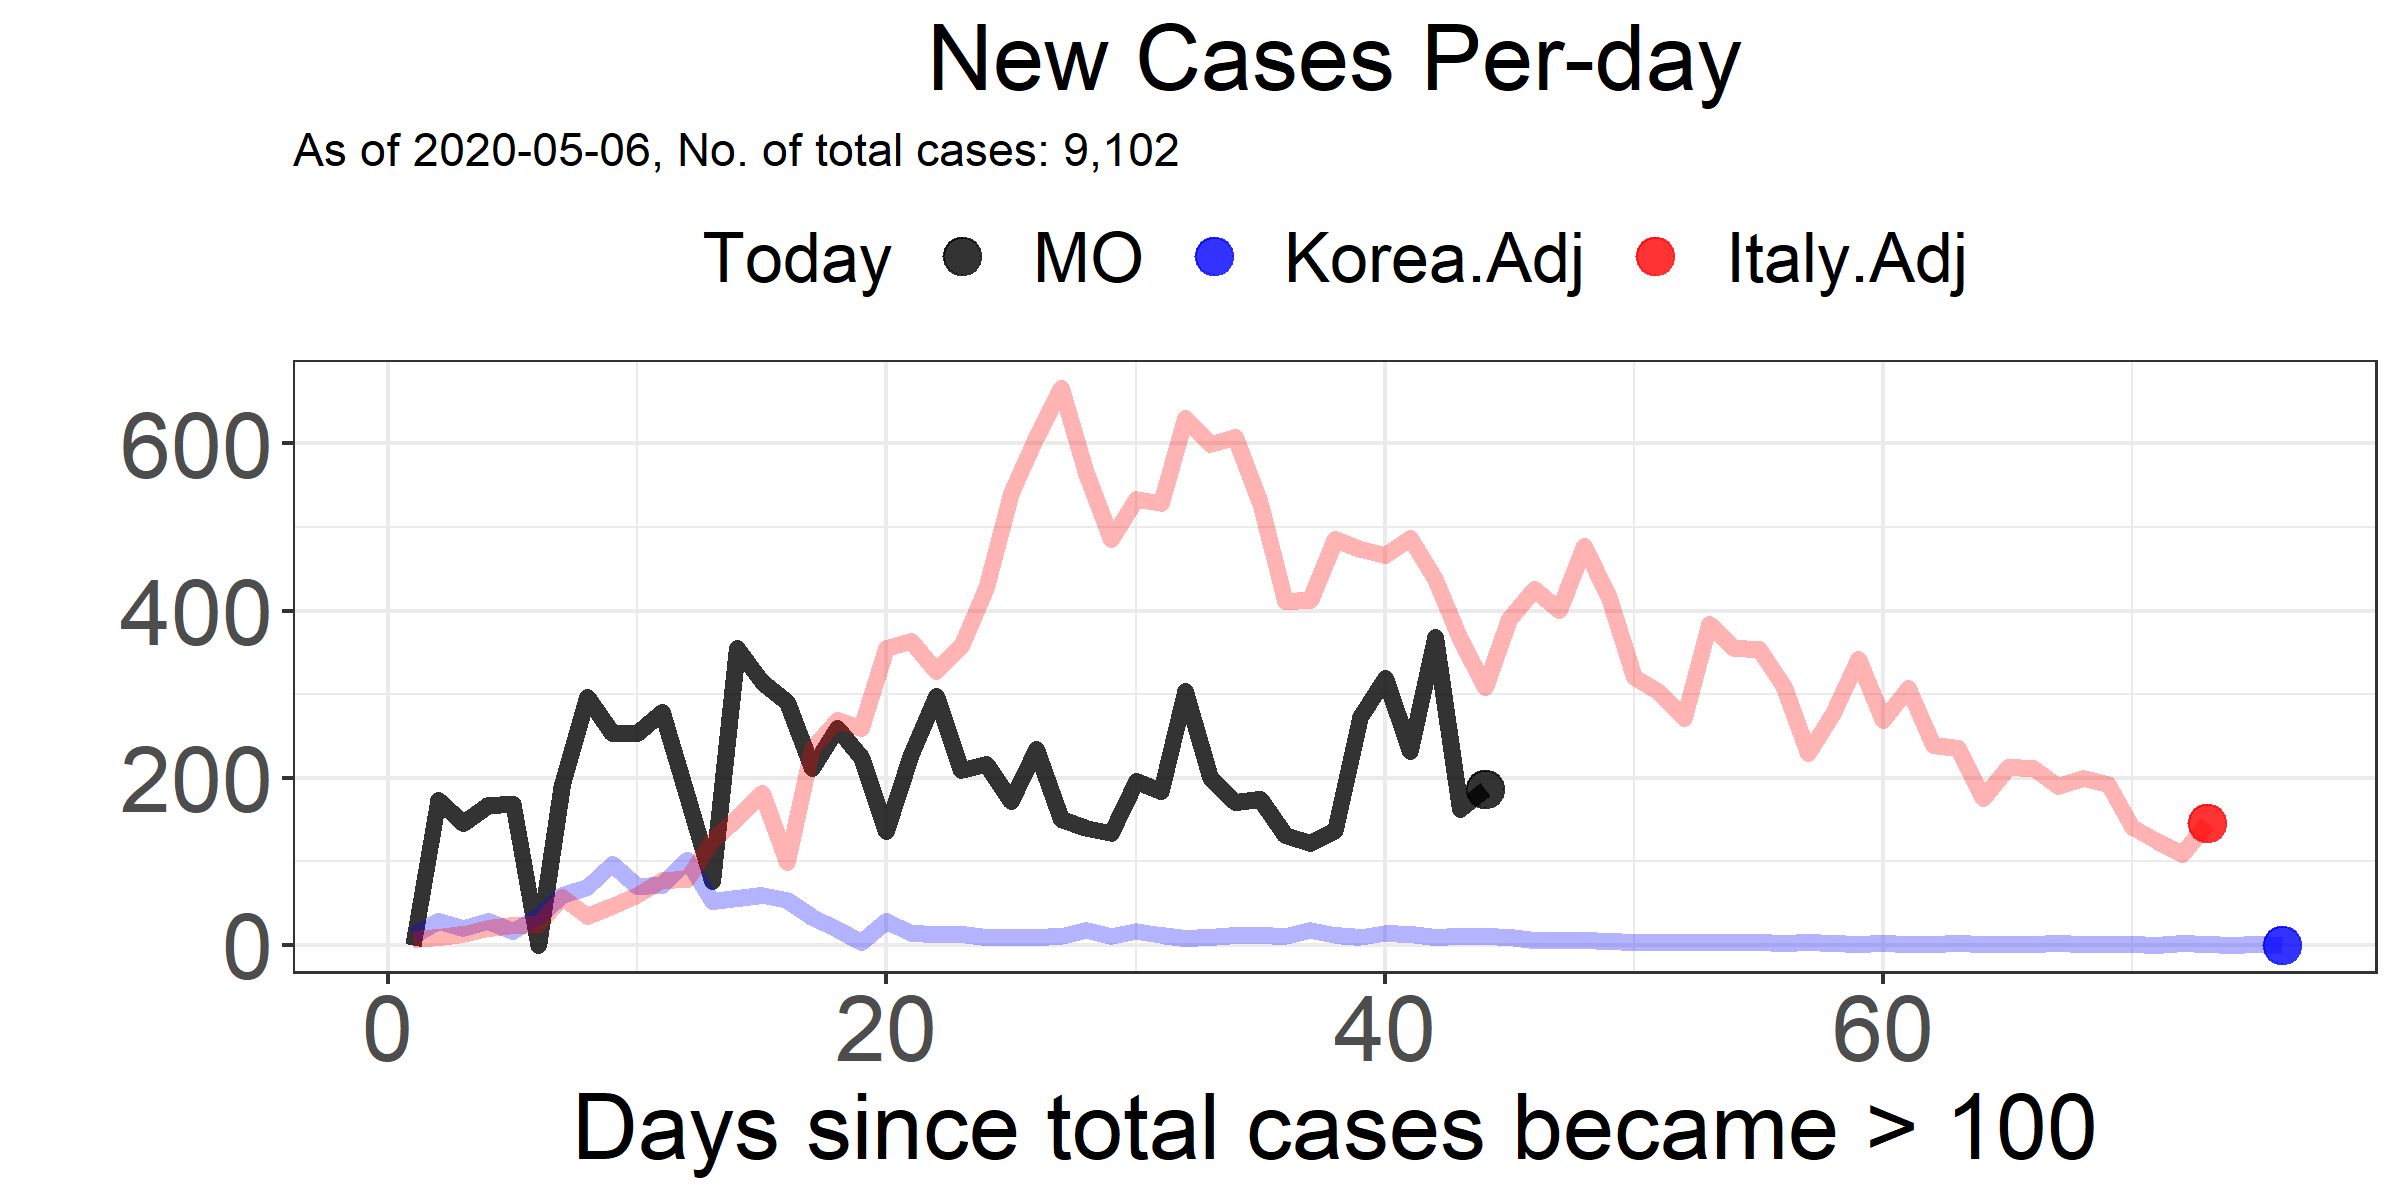 New Cases Per-day
As of 2020-05-06, No. of total cases: 9,102
Today MO Korea.Adj Italy.Adj
600
400
200
0
0 20 40 60
Days since total cases became > 100